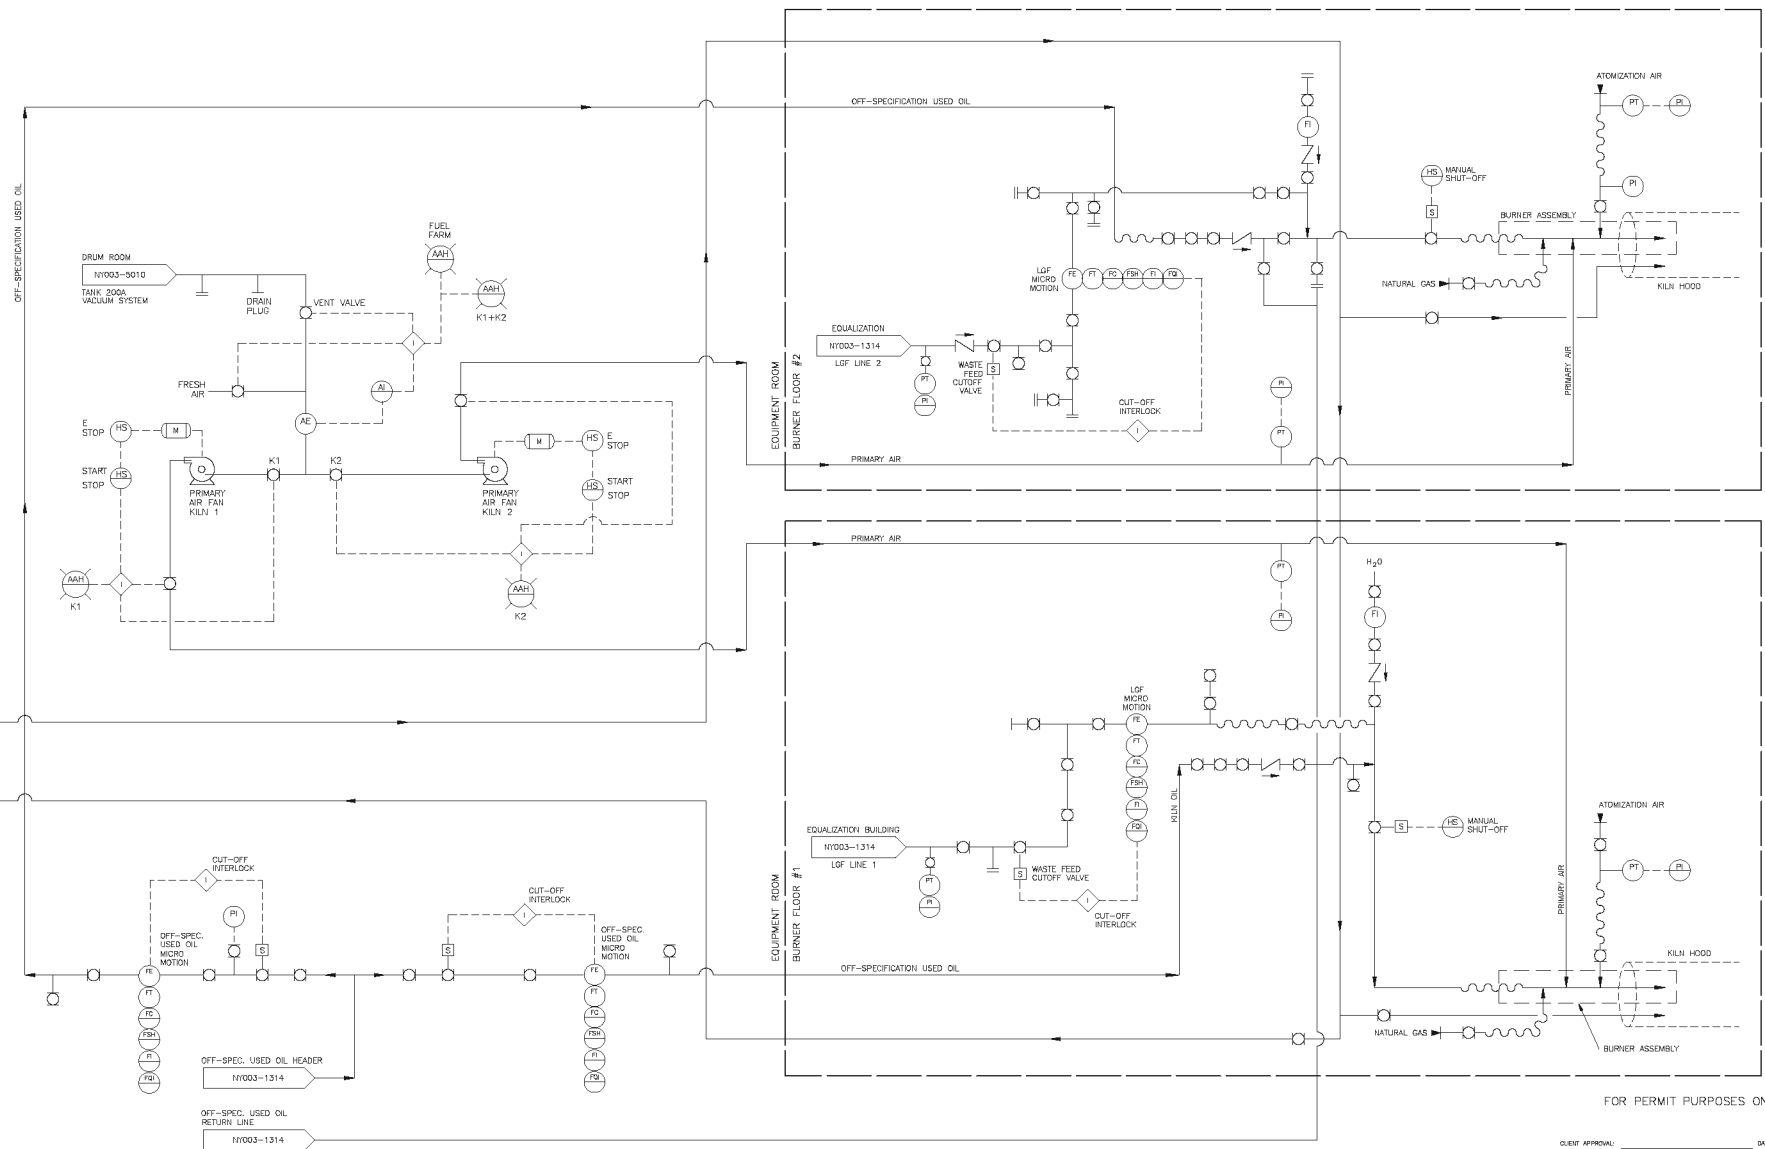 OFF-SPECIFICATION USED OIL
DRUM ROOM
NY003-5010
TANK 200A
VACUUM SYSTEM
DRAIN
PLUG
VENT VALVE
FUEL
FARM
AAH
AAH
K1+K2
I
FRESH
AIR
AI
AE
E
STOP
HS
M
START
STOP
HS
K1
K2
PRIMARY
AIR FAN
KILN 1
M
HS
E
STOP
HS
START
STOP
PRIMARY
AIR FAN
KILN 2
AAH
K1
I
I
AAH
K2
EQUIPMENT ROOM
BURNER FLOOR #2
OFF-SPECIFICATION USED OIL
FI
ATOMIZATION AIR
PT
PI
PI
HS
MANUAL
SHUT-OFF
S
BURNER ASSEMBLY
KILN HOOD
NATURAL GAS
LGF
MICRO
MOTION
FE
FT
FC
FSH
FI
FQI
EQUALIZATION
NY003-1314
LGF LINE 2
PT
PI
WASTE
FEED
CUTOFF
VALVE
S
CUT-OFF
INTERLOCK
I
PI
PT
PRIMARY AIR
PRIMARY AIR
EQUIPMENT ROOM
BURNER FLOOR #1
PRIMARY AIR
PT
PI
H2O
FI
LGF
MICRO
MOTION
FE
FT
FC
FSH
FI
FQI
KILN OIL
EQUALIZATION BUILDING
NY003-1314
LGF LINE 1
PT
PI
S
WASTE FEED
CUTOFF VALVE
I
CUT-OFF
INTERLOCK
S
HS
MANUAL
SHUT-OFF
ATOMIZATION AIR
PT
PI
PRIMARY AIR
KILN HOOD
NATURAL GAS
BURNER ASSEMBLY
OFF-SPECIFICATION USED OIL
CUT-OFF
INTERLOCK
I
PI
OFF-SPEC.
USED OIL
MICRO
MOTION
S
FE
FT
FC
FSH
FI
FQI
CUT-OFF
INTERLOCK
I
S
OFF-SPEC.
USED OIL
MICRO
MOTION
FE
FT
FC
FSH
FI
FQI
OFF-SPEC. USED OIL HEADER
NY003-1314
OFF-SPEC. USED OIL
RETURN LINE
NY003-1314
FOR PERMIT PURPOSES ON
CLIENT APPROVAL:
DA